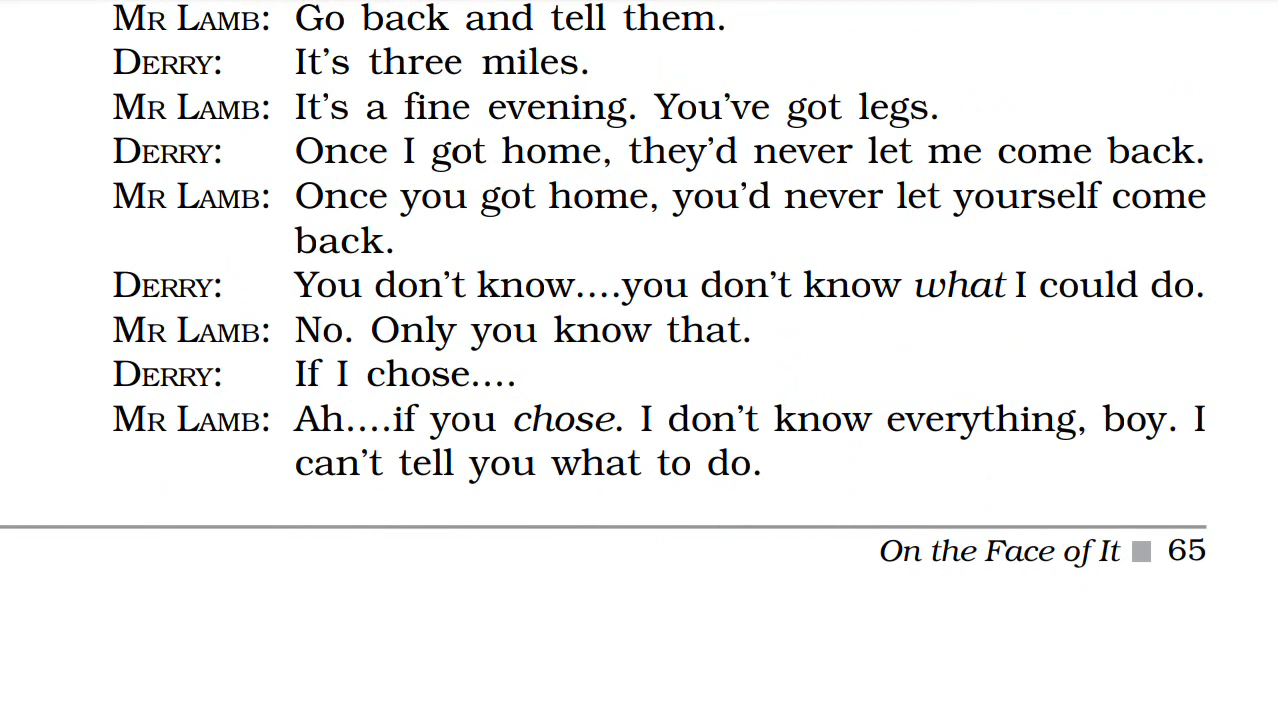 MR LAMB: Go back and tell them.
DERRY: It's three miles.
MR LAMB: It's a fine evening. You've got legs.
DERRY: Once I got home, they'd never let me come back.
MR LAMB: Once you got home, you'd never let yourself come
back.
DERRY: You don't know....you don't know what I could do.
MR LAMB: No. Only you know that.
DERRY: If I chose....
MR LAMB: Ah....if you chose. I don't know everything, boy. I
can't tell you what to do.
On the Face of It ■ 65